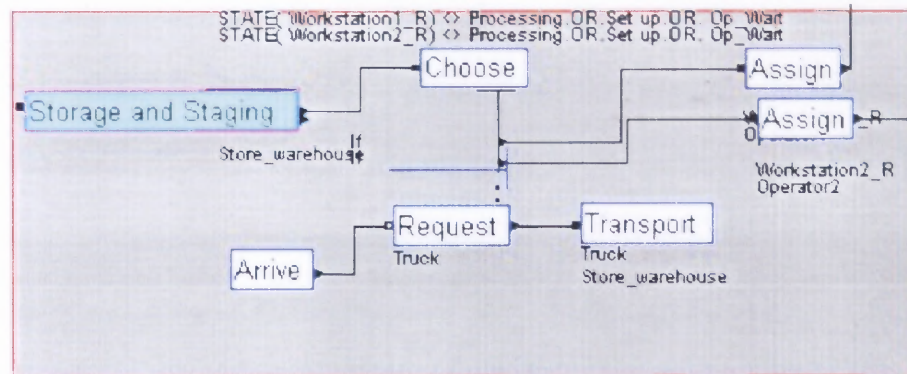 STATE( Workstation1_R) <> Processing.OR.Set up.OR. Op_Wait
STATE( Workstation2_R) <> Processing.OR.Set up.OR. Op_Wait
Choose
Assign
Storage and Staging
Assign
_R
If
Store_warehouse
Workstation2_R
Operator2
Request
Transport
Truck
Truck
Arrive
Store_warehouse